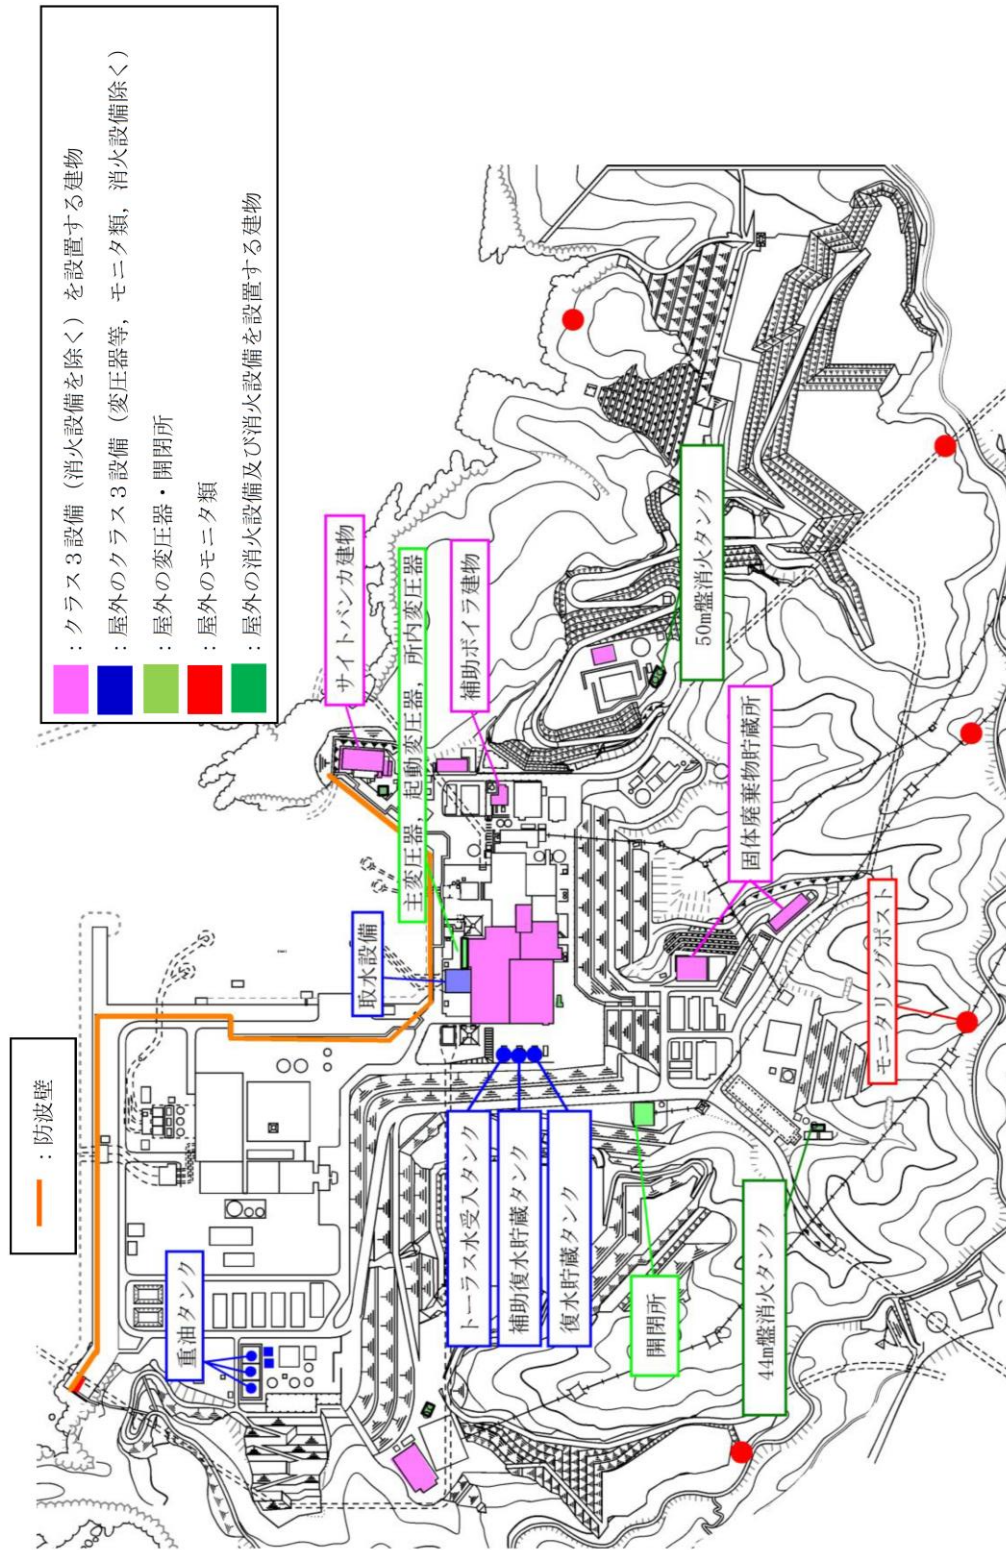 ：クラス３設備（消火設備を除く）を設置する建物
：屋外のクラス３設備（変圧器等，モニタ類，消火設備除く）
：屋外の変圧器・開閉所
：屋外のモニタ類
：屋外の消火設備及び消火設備を設置する建物
：防波壁
サイトバンカ建物
主変圧器，起動変圧器，所内変圧器
補助ボイラ建物
50m盤消火タンク
取水設備
固体廃棄物貯蔵所
モニタリングポスト
重油タンク
トーラス水受入タンク
補助復水貯蔵タンク
復水貯蔵タンク
開閉所
44m盤消火タンク